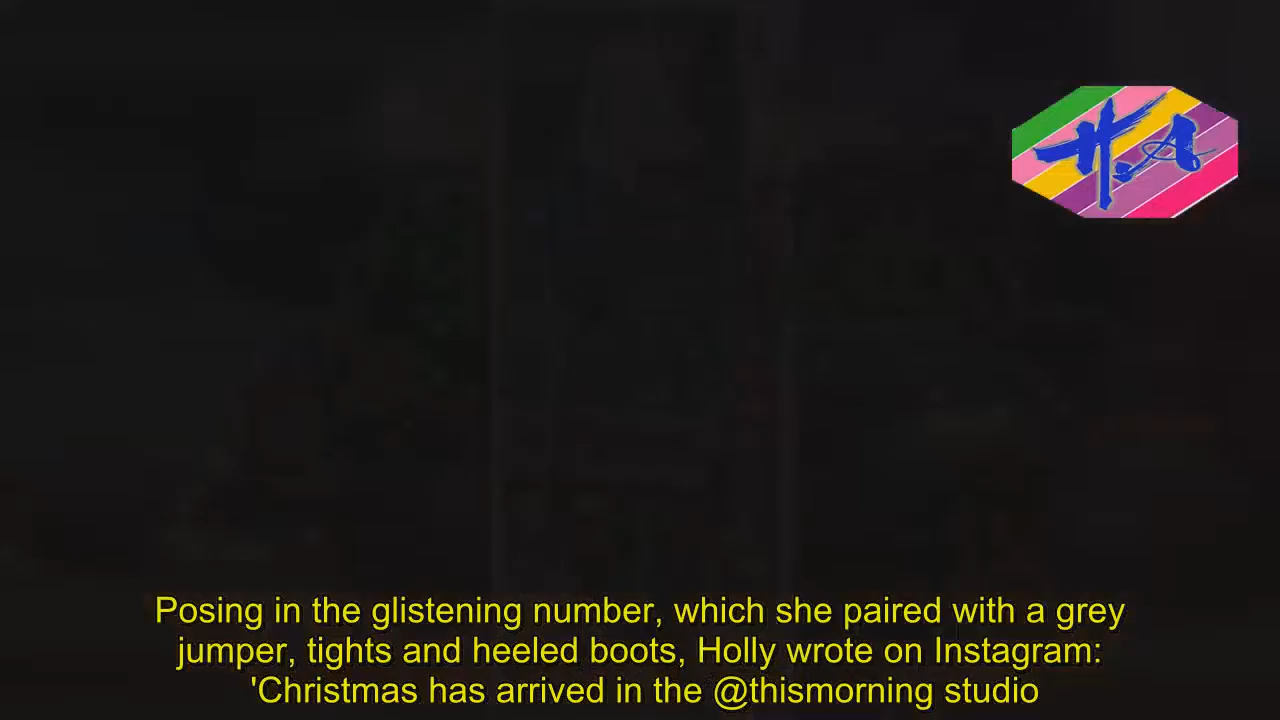 Posing in the glistening number, which she paired with a grey
jumper, tights and heeled boots, Holly wrote on Instagram:
'Christmas has arrived in the @thismorning studio